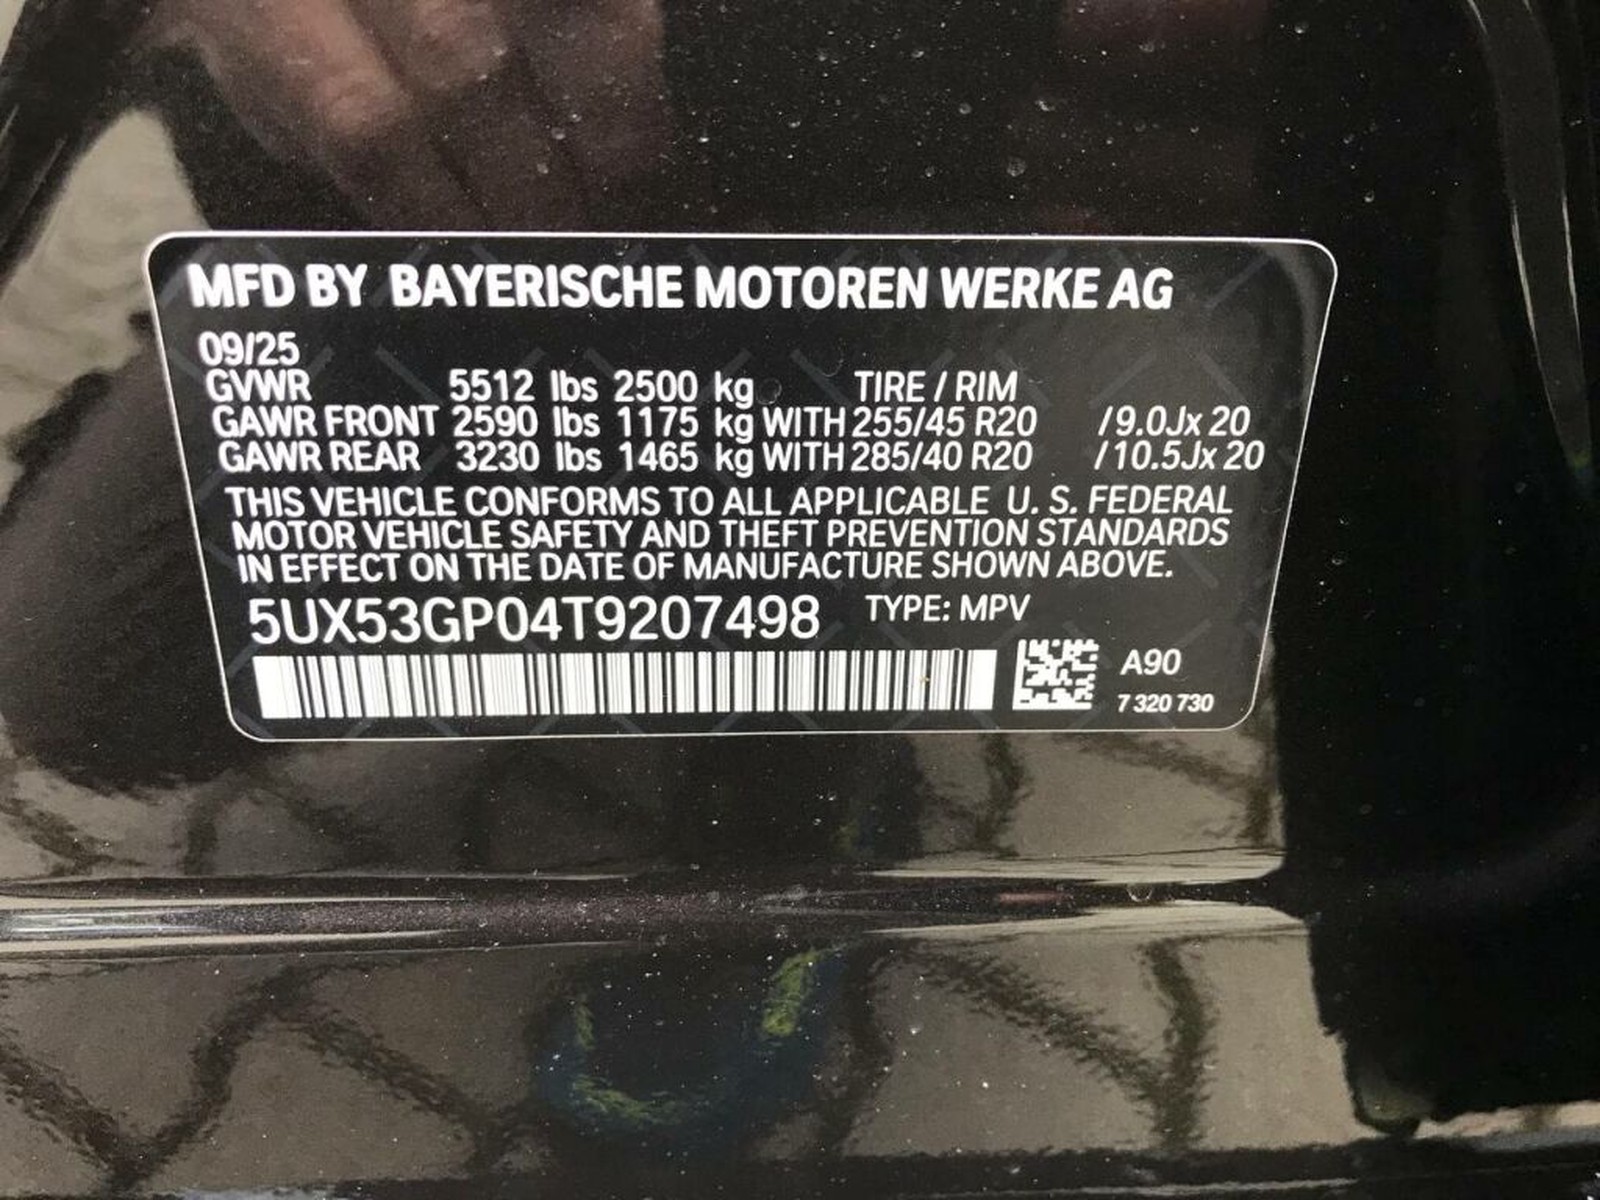 MFD BY BAYERISCHE MOTOREN WERKE AG
09/25
GVWR 5512 lbs 2500 kg TIRE / RIM
GAWR FRONT 2590 lbs 1175 kg WITH 255/45 R20 /9.0Jx 20
GAWR REAR 3230 lbs 1465 kg WITH 285/40 R20 /10.5Jx 20
THIS VEHICLE CONFORMS TO ALL APPLICABLE U. S. FEDERAL
MOTOR VEHICLE SAFETY AND THEFT PREVENTION STANDARDS
IN EFFECT ON THE DATE OF MANUFACTURE SHOWN ABOVE.
5UX53GP04T9207498 TYPE: MPV
A90
7 320 730